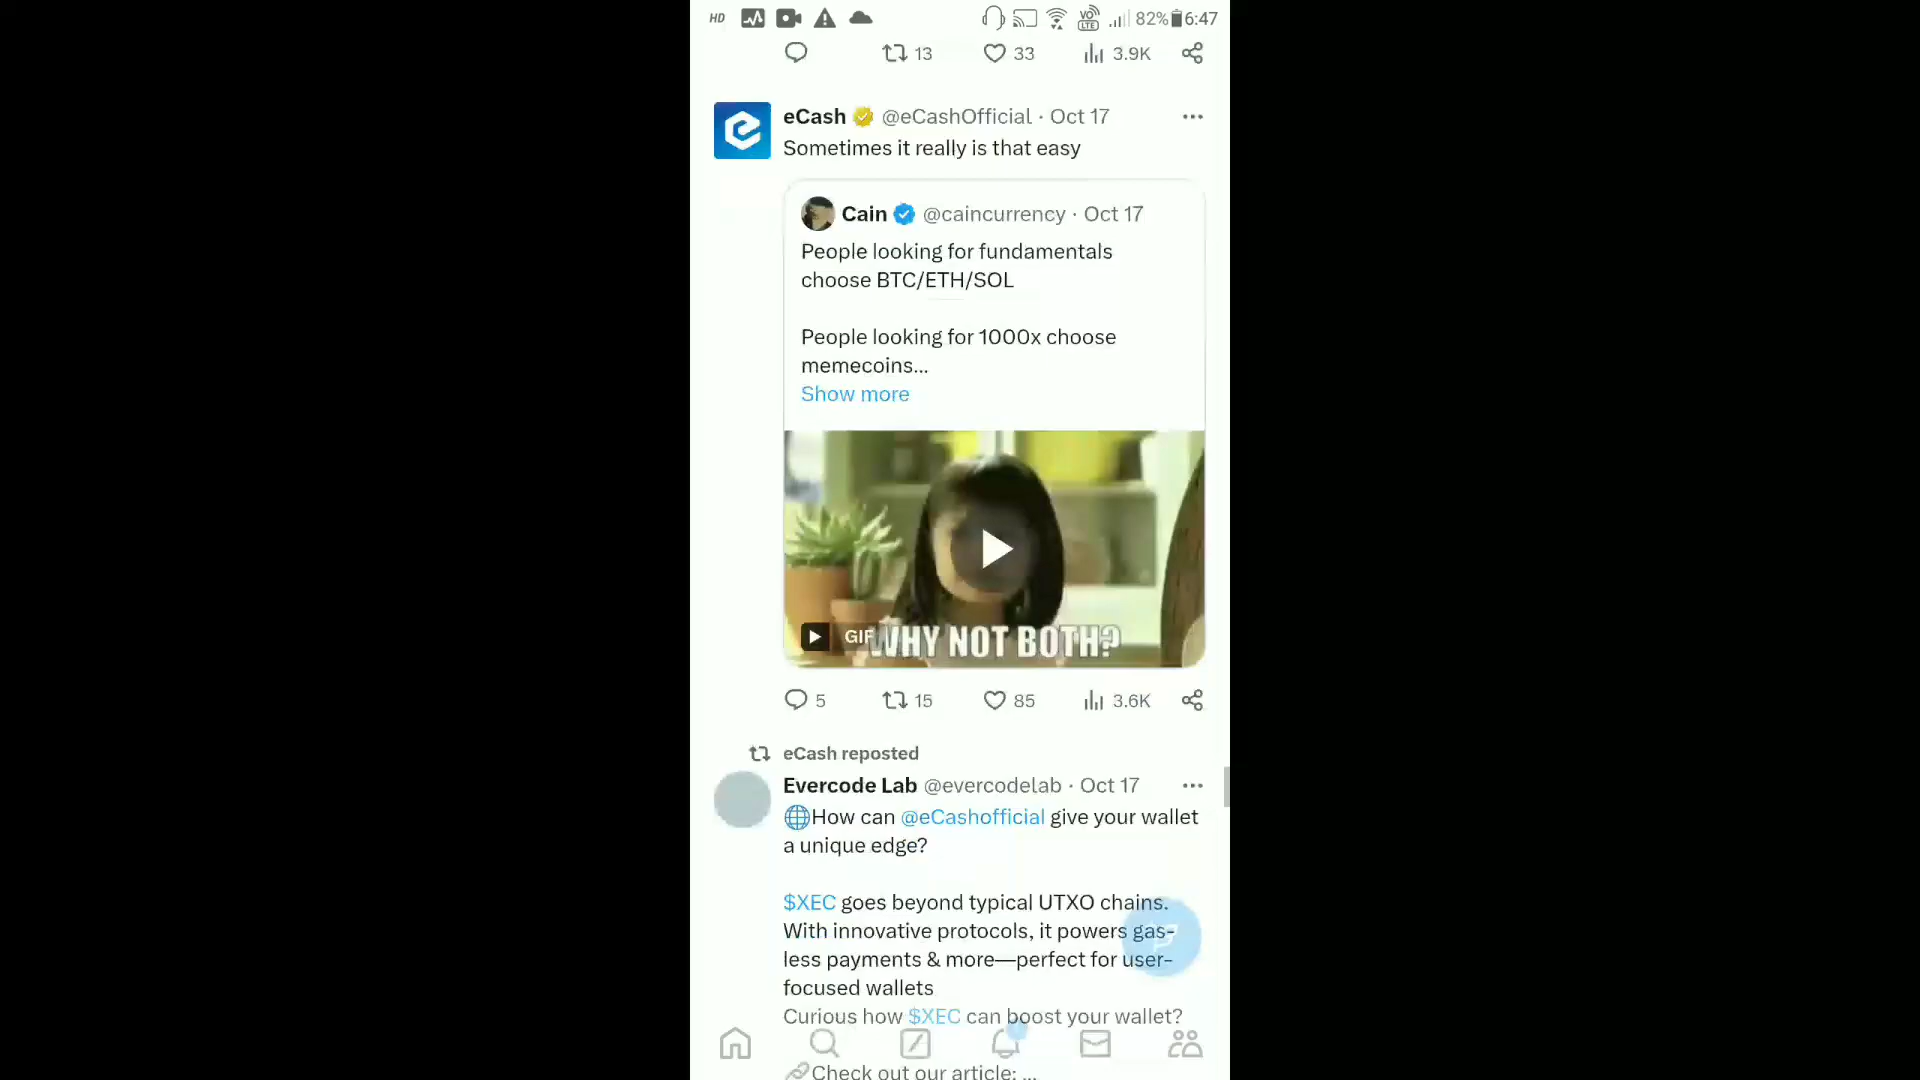 HD VO LTE 82% 6:47
13 33 3.9K
eCash @eCashOfficial · Oct 17
Sometimes it really is that easy
Cain @caincurrency · Oct 17
People looking for fundamentals
choose BTC/ETH/SOL
People looking for 1000x choose
memecoins...
Show more
GIF WHY NOT BOTH?
5 15 85 3.6K
eCash reposted
Evercode Lab @evercodelab · Oct 17
How can @eCashofficial give your wallet
a unique edge?
$XEC goes beyond typical UTXO chains.
With innovative protocols, it powers gas-
less payments & more—perfect for user-
focused wallets
Curious how $XEC can boost your wallet?
Check out our article: ...